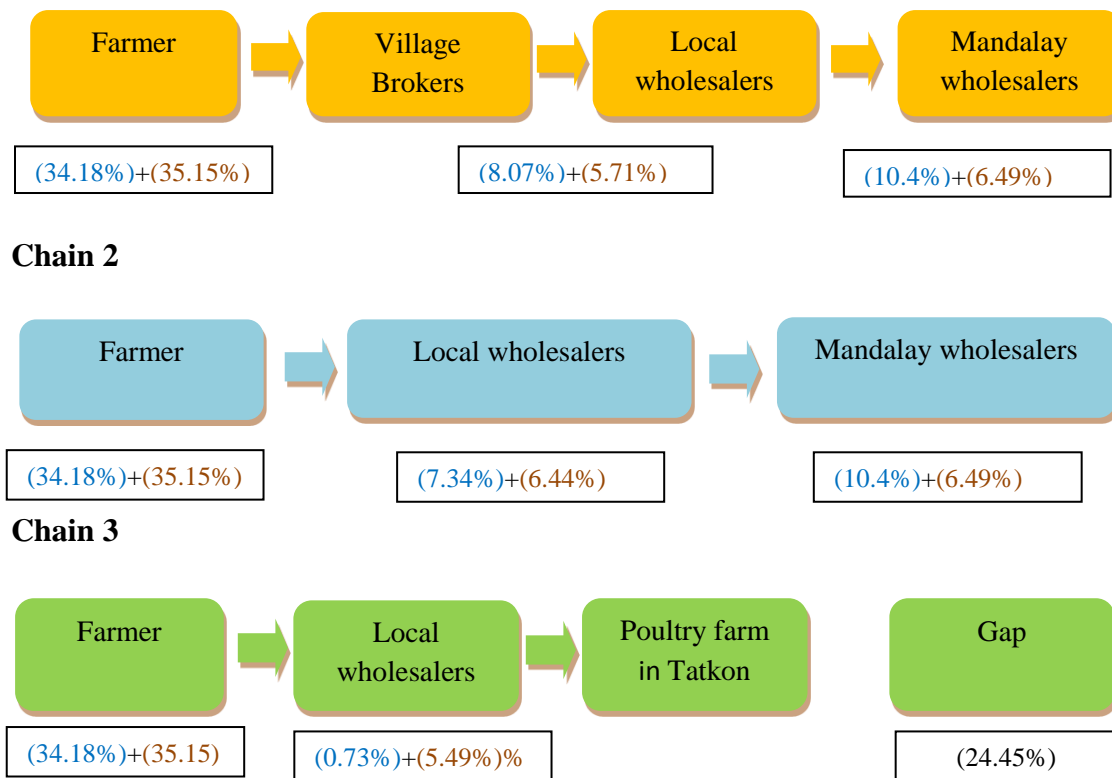 Farmer
Village
Brokers
Local
wholesalers
Mandalay
wholesalers
(34.18%)+(35.15%)
(8.07%)+(5.71%)
(10.4%)+(6.49%)
Chain 2
Farmer
Local wholesalers
Mandalay wholesalers
(34.18%)+(35.15%)
(7.34%)+(6.44%)
(10.4%)+(6.49%)
Chain 3
Farmer
Local
wholesalers
Poultry farm
in Tatkon
Gap
(34.18%)+(35.15)
(0.73%)+(5.49%)%
(24.45%)